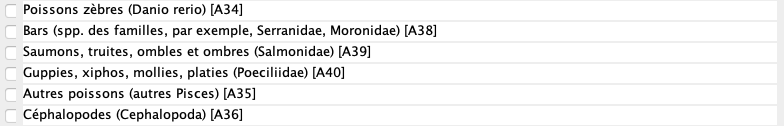 Poissons zèbres (Danio rerio) [A34]
Bars (spp. des familles, par exemple, Serranidae, Moronidae) [A38]
Saumons, truites, ombles et ombres (Salmonidae) [A39]
Guppies, xiphos, mollies, platies (Poeciliidae) [A40]
Autres poissons (autres Pisces) [A35]
Céphalopodes (Cephalopoda) [A36]